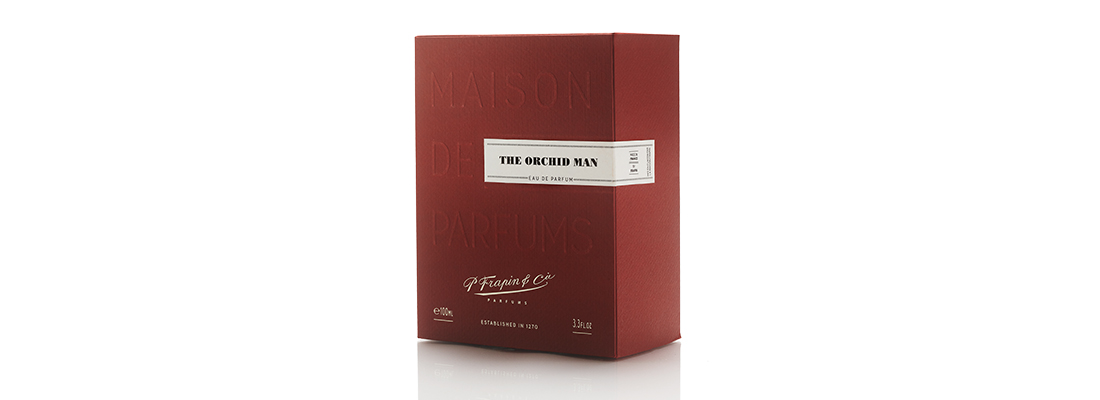 MAISON
DE
PARFUMS
THE ORCHID MAN
EAU DE PARFUM
P. Frapin & Cie
PARFUMS
e100ML
3.3FL.OZ
ESTABLISHED IN 1270